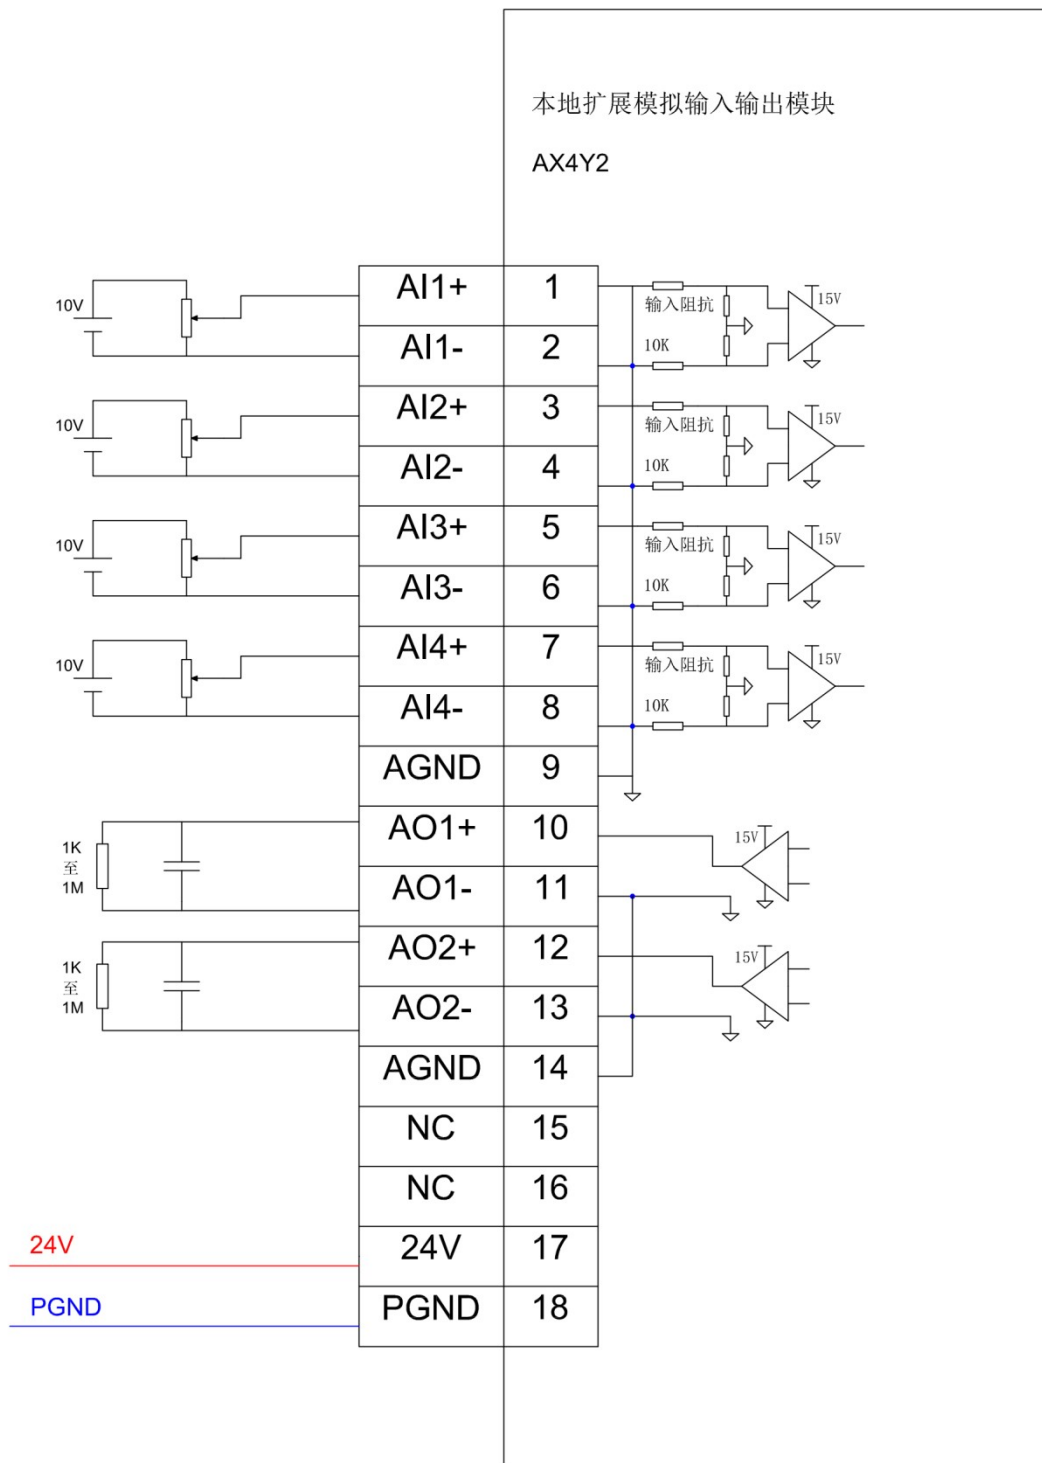 本地扩展模拟输入输出模块
AX4Y2
10V
AI1+ 1
输入阻抗
15V
AI1- 2
10K
10V
AI2+ 3
输入阻抗
15V
AI2- 4
10K
10V
AI3+ 5
输入阻抗
15V
AI3- 6
10K
10V
AI4+ 7
输入阻抗
15V
AI4- 8
10K
AGND 9
1K
至
1M
AO1+ 10
15V
AO1- 11
1K
至
1M
AO2+ 12
15V
AO2- 13
AGND 14
NC 15
NC 16
24V
24V 17
PGND
PGND 18